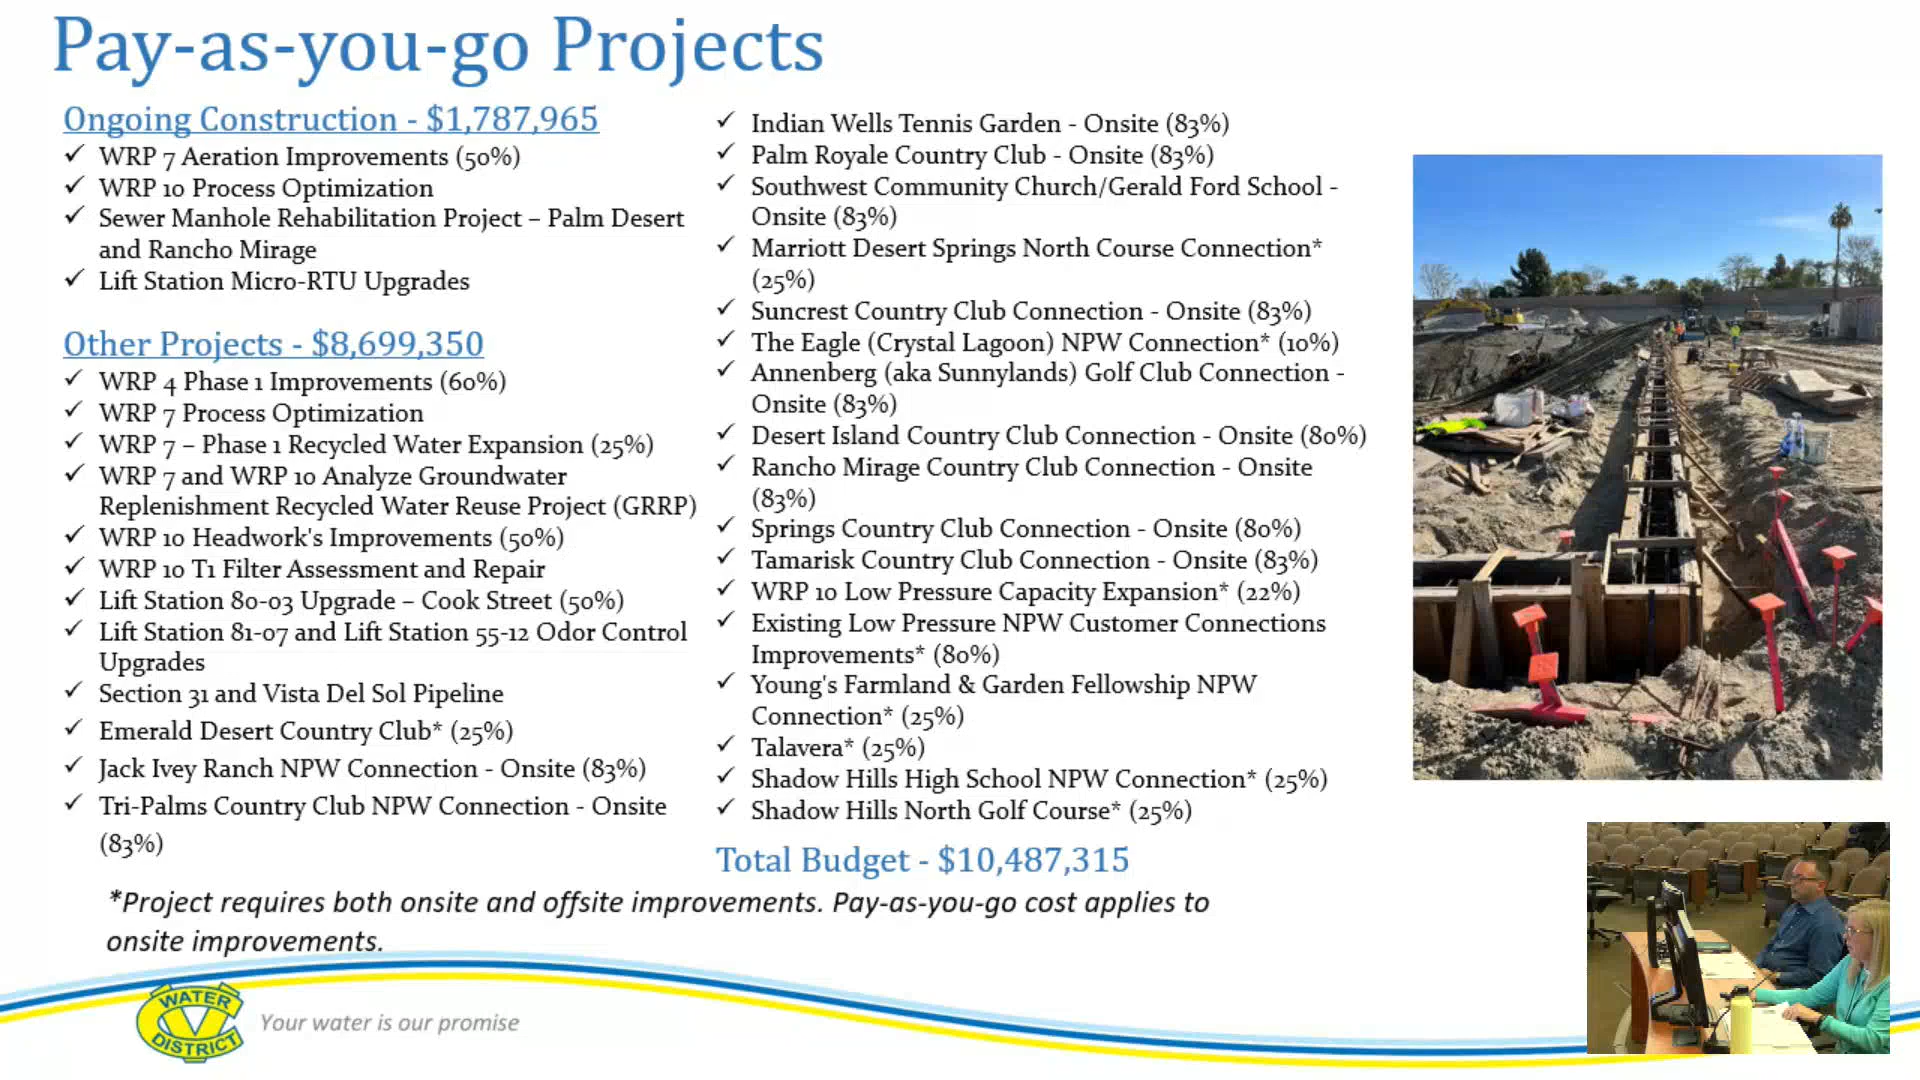 Pay-as-you-go Projects
Ongoing Construction - $1,787,965
✓ WRP 7 Aeration Improvements (50%)
✓ WRP 10 Process Optimization
✓ Sewer Manhole Rehabilitation Project – Palm Desert
and Rancho Mirage
✓ Lift Station Micro-RTU Upgrades
Other Projects - $8,699,350
✓ WRP 4 Phase 1 Improvements (60%)
✓ WRP 7 Process Optimization
✓ WRP 7 – Phase 1 Recycled Water Expansion (25%)
✓ WRP 7 and WRP 10 Analyze Groundwater
Replenishment Recycled Water Reuse Project (GRRP)
✓ WRP 10 Headwork's Improvements (50%)
✓ WRP 10 T1 Filter Assessment and Repair
✓ Lift Station 80-03 Upgrade – Cook Street (50%)
✓ Lift Station 81-07 and Lift Station 55-12 Odor Control
Upgrades
✓ Section 31 and Vista Del Sol Pipeline
✓ Emerald Desert Country Club* (25%)
✓ Jack Ivey Ranch NPW Connection - Onsite (83%)
✓ Tri-Palms Country Club NPW Connection - Onsite
(83%)
✓ Indian Wells Tennis Garden - Onsite (83%)
✓ Palm Royale Country Club - Onsite (83%)
✓ Southwest Community Church/Gerald Ford School -
Onsite (83%)
✓ Marriott Desert Springs North Course Connection*
(25%)
✓ Suncrest Country Club Connection - Onsite (83%)
✓ The Eagle (Crystal Lagoon) NPW Connection* (10%)
✓ Annenberg (aka Sunnylands) Golf Club Connection -
Onsite (83%)
✓ Desert Island Country Club Connection - Onsite (80%)
✓ Rancho Mirage Country Club Connection - Onsite
(83%)
✓ Springs Country Club Connection - Onsite (80%)
✓ Tamarisk Country Club Connection - Onsite (83%)
✓ WRP 10 Low Pressure Capacity Expansion* (22%)
✓ Existing Low Pressure NPW Customer Connections
Improvements* (80%)
✓ Young's Farmland & Garden Fellowship NPW
Connection* (25%)
✓ Talavera* (25%)
✓ Shadow Hills High School NPW Connection* (25%)
✓ Shadow Hills North Golf Course* (25%)
Total Budget - $10,487,315
*Project requires both onsite and offsite improvements. Pay-as-you-go cost applies to
onsite improvements.
WATER
CV
DISTRICT
Your water is our promise